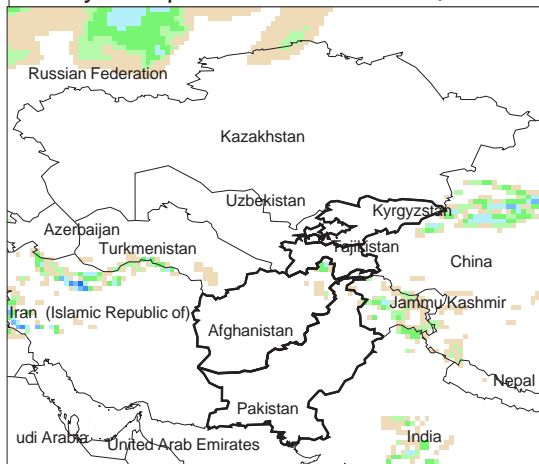 Russian Federation
Kazakhstan
Uzbekistan
Kyrgyzstan
Azerbaijan
Turkmenistan
Tajikistan
China
Jammu/Kashmir
Iran (Islamic Republic of)
Afghanistan
Nepal
Pakistan
udi Arabia
United Arab Emirates
India